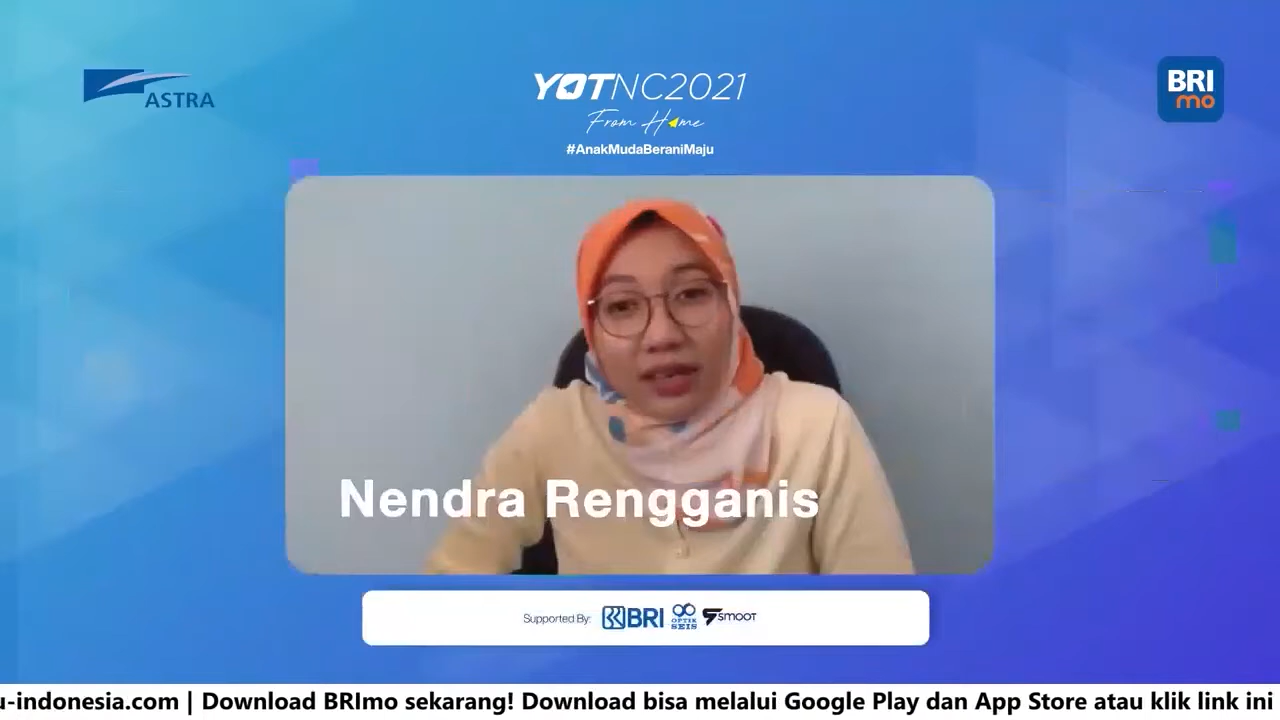 ASTRA
YOTNC2021
From Home
#AnakMudaBeraniMaju
BRI
mo
Nendra Rengganis
Supported By: BRI OPTIK SEIS SMOOT
u-indonesia.com | Download BRImo sekarang! Download bisa melalui Google Play dan App Store atau klik link ini